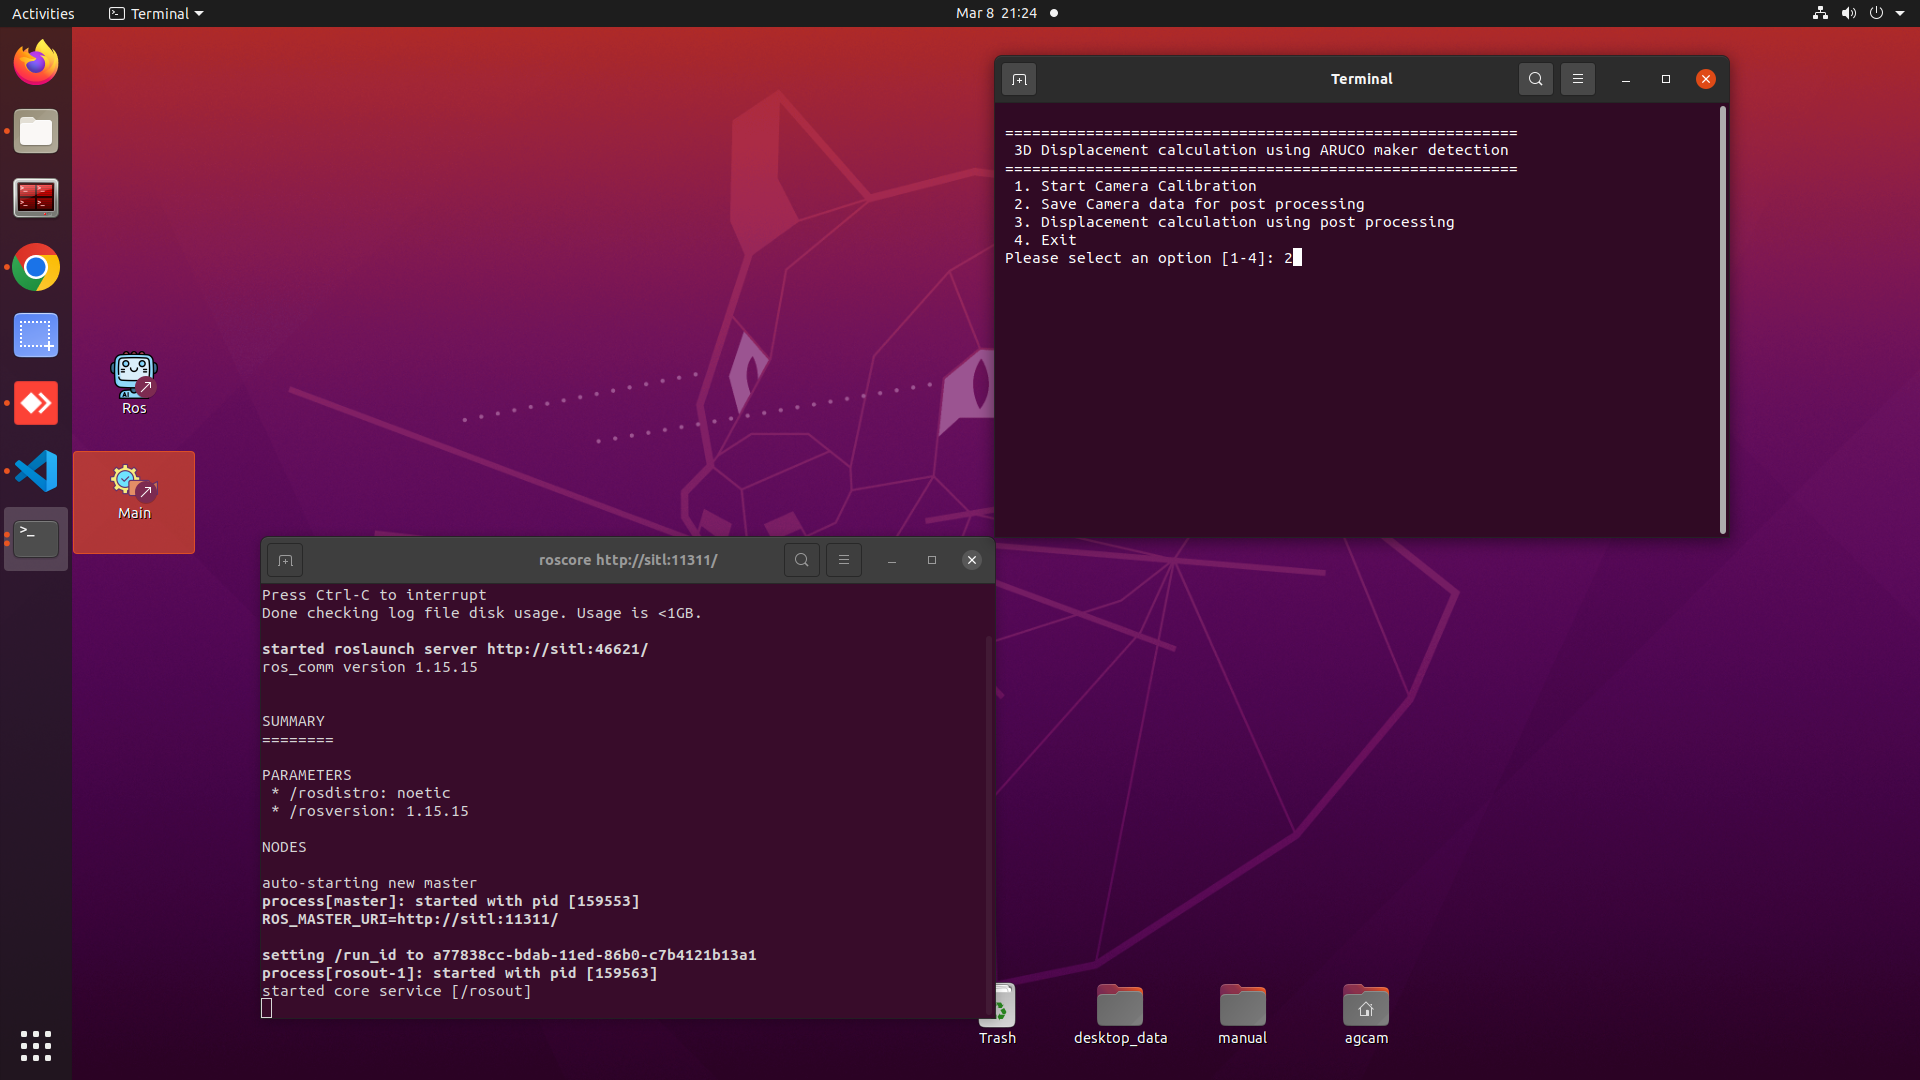 Activities
Terminal
Mar 8 21:24
Terminal
=========================================================
3D Displacement calculation using ARUCO maker detection
=========================================================
1. Start Camera Calibration
2. Save Camera data for post processing
3. Displacement calculation using post processing
4. Exit
Please select an option [1-4]: 2
Ros
Main
roscore http://sitl:11311/
Press Ctrl-C to interrupt
Done checking log file disk usage. Usage is <1GB.
started roslaunch server http://sitl:46621/
ros_comm version 1.15.15
SUMMARY
========
PARAMETERS
* /rosdistro: noetic
* /rosversion: 1.15.15
NODES
auto-starting new master
process[master]: started with pid [159553]
ROS_MASTER_URI=http://sitl:11311/
setting /run_id to a77838cc-bdab-11ed-86b0-c7b4121b13a1
process[rosout-1]: started with pid [159563]
started core service [/rosout]
Trash
desktop_data
manual
agcam